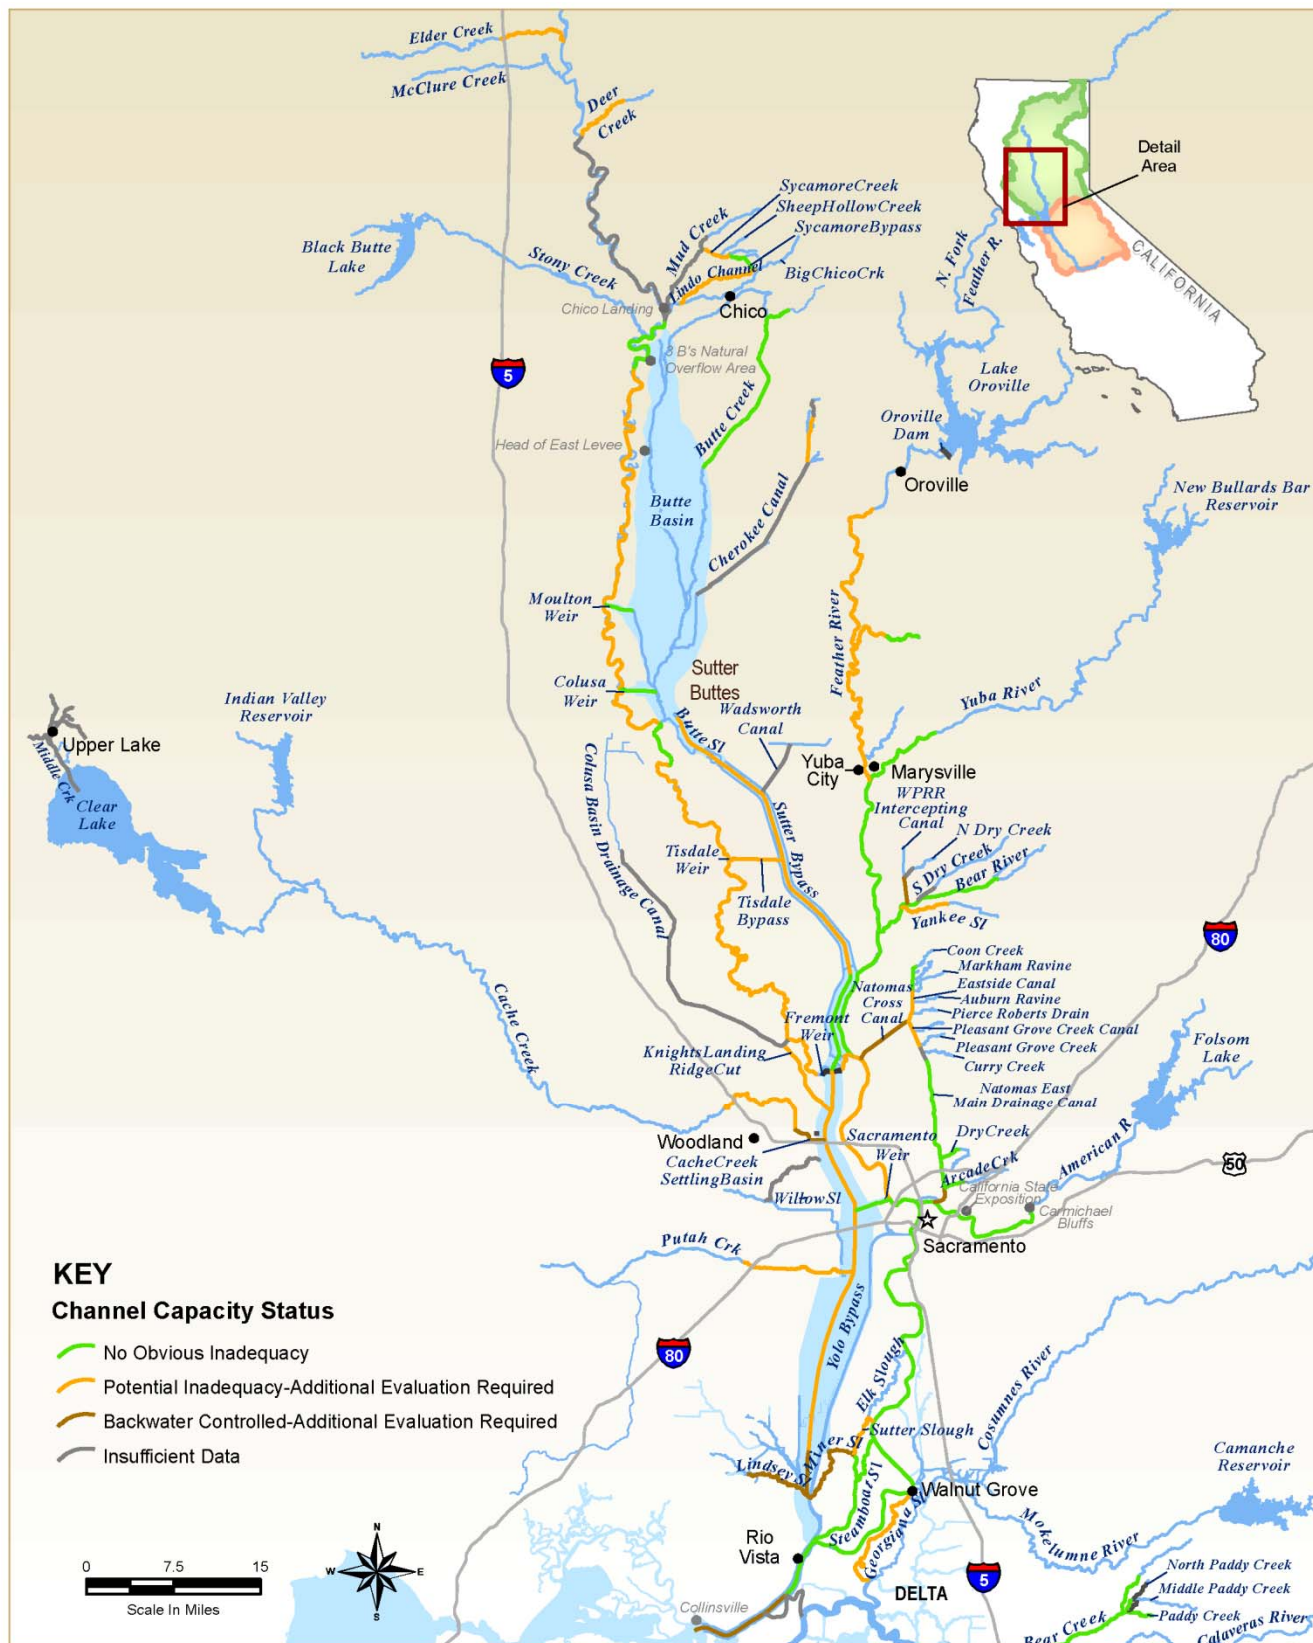 Elder Creek
McClure Creek
Deer
Creek
Detail
Area
SycamoreCreek
SheepHollowCreek
SycamoreBypass
Mud Creek
Black Butte
Lake
Stony Creek
Lindo Channel
BigChicoCrk
N. Fork
Feather R.
CALIFORNIA
Chico Landing
Chico
3 B's Natural
Overflow Area
5
Lake
Oroville
Butte Creek
Oroville
Dam
Head of East Levee
Oroville
New Bullards Bar
Reservoir
Butte
Basin
Cherokee Canal
Moulton
Weir
Feather River
Sutter
Buttes
Colusa
Weir
Yuba River
Indian Valley
Reservoir
Wadsworth
Canal
Butte Sl
Upper Lake
Middle Crk
Yuba
City
Marysville
Clear
Lake
Colusa Basin Drainage Canal
WPRR
Intercepting
Canal
N Dry Creek
Sutter Bypass
Tisdale
Weir
S Dry Creek
Bear River
Tisdale
Bypass
Yankee Sl
80
Coon Creek
Markham Ravine
Eastside Canal
Auburn Ravine
Pierce Roberts Drain
Pleasant Grove Creek Canal
Pleasant Grove Creek
Curry Creek
Natomas
Cross
Canal
Cache Creek
Fremont
Weir
KnightsLanding
RidgeCut
Folsom
Lake
Natomas East
Main Drainage Canal
Woodland
Sacramento
Weir
DryCreek
American R
CacheCreek
SettlingBasin
ArcadeCrk
50
WillowSl
California State
Exposition
Carmichael
Bluffs
Sacramento
Putah Crk
KEY
Channel Capacity Status
No Obvious Inadequacy
Potential Inadequacy-Additional Evaluation Required
Backwater Controlled-Additional Evaluation Required
Insufficient Data
80
Yolo Bypass
Elk Slough
Cosumnes River
Sutter Slough
Miner Sl
Lindsey Sl
Camanche
Reservoir
Steamboat Sl
Walnut Grove
Georgiana Sl
Mokelumne River
N
W
E
S
Rio
Vista
0
7.5
15
Scale In Miles
5
DELTA
North Paddy Creek
Middle Paddy Creek
Paddy Creek
Collinsville
Bear Creek
Calaveras River